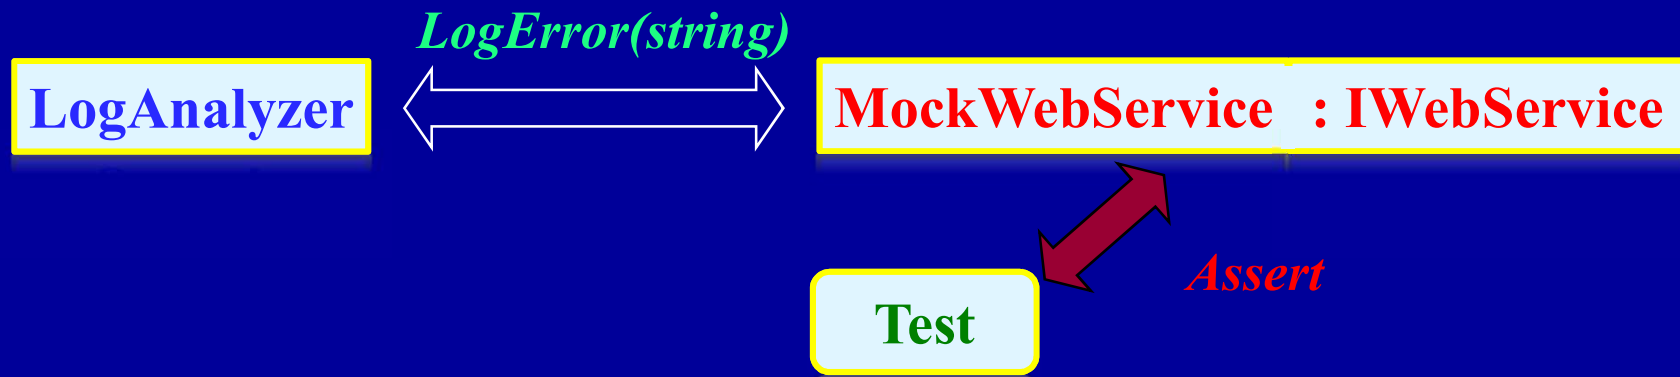 LogError(string)
LogAnalyzer
MockWebService : IWebService
Assert
Test